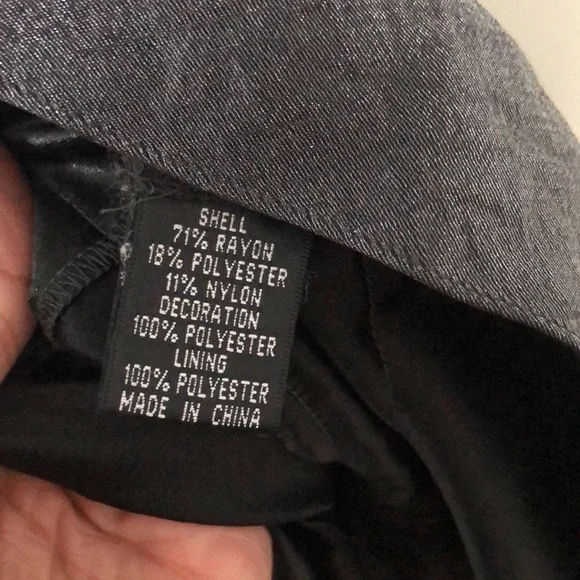 SHELL
71% RAYON
18% POLYESTER
11% NYLON
DECORATION
100% POLYESTER
LINING
100% POLYESTER
MADE IN CHINA